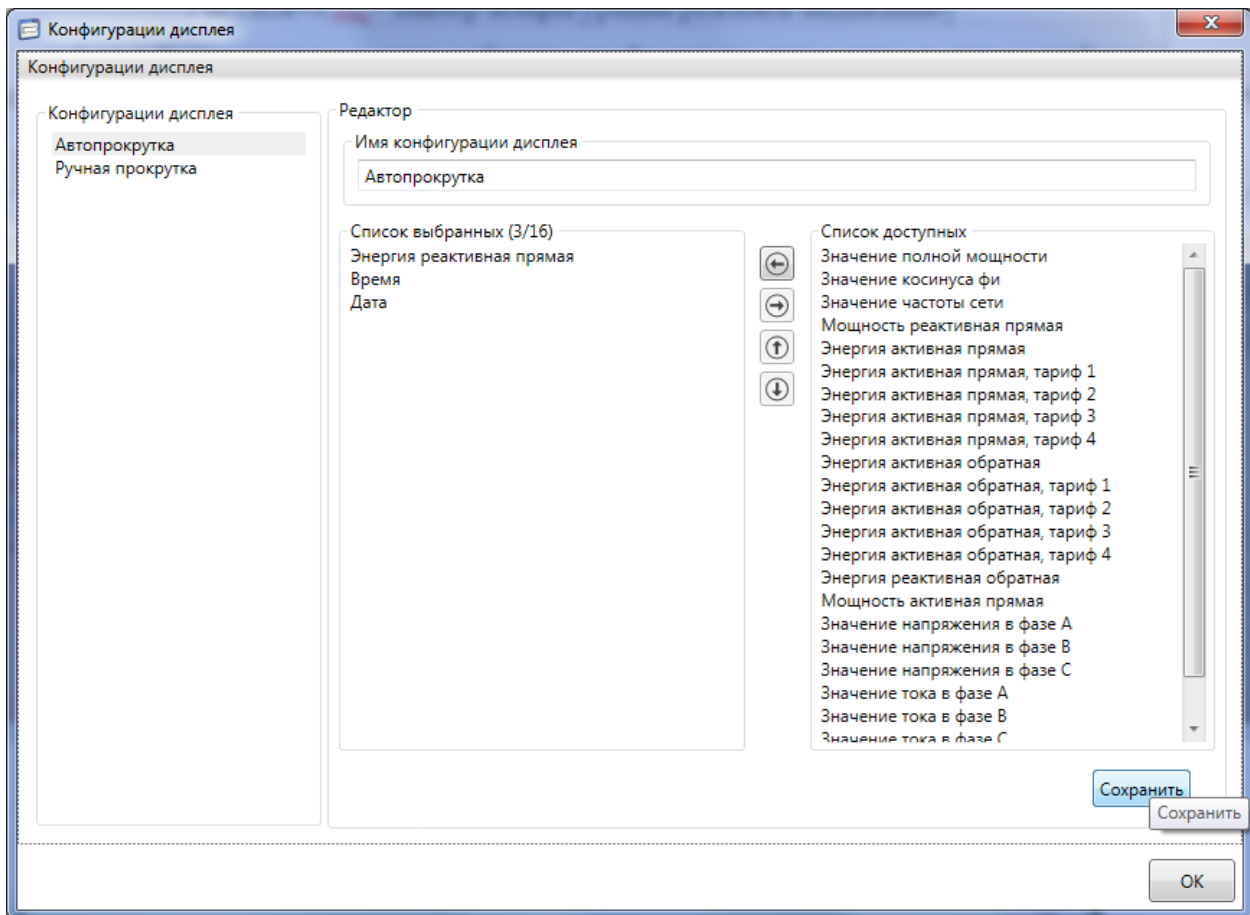 Конфигурации дисплея
Конфигурации дисплея
Конфигурации дисплея
Автопрокрутка
Ручная прокрутка
Редактор
Имя конфигурации дисплея
Автопрокрутка
Список выбранных (3/16)
Энергия реактивная прямая
Время
Дата
Список доступных
Значение полной мощности
Значение косинуса фи
Значение частоты сети
Мощность реактивная прямая
Энергия активная прямая
Энергия активная прямая, тариф 1
Энергия активная прямая, тариф 2
Энергия активная прямая, тариф 3
Энергия активная прямая, тариф 4
Энергия активная обратная
Энергия активная обратная, тариф 1
Энергия активная обратная, тариф 2
Энергия активная обратная, тариф 3
Энергия активная обратная, тариф 4
Энергия реактивная обратная
Мощность активная прямая
Значение напряжения в фазе A
Значение напряжения в фазе B
Значение напряжения в фазе C
Значение тока в фазе A
Значение тока в фазе B
Значение тока в фазе C
Сохранить
Сохранить
OK